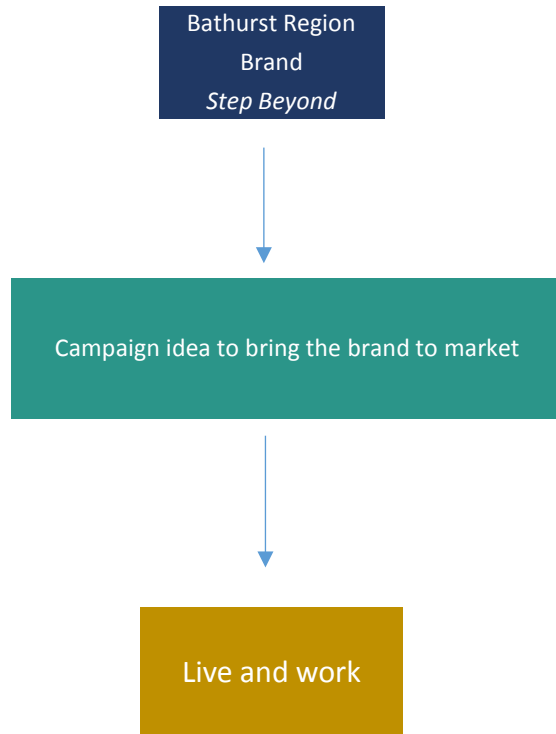 Bathurst Region
Brand
Step Beyond
Campaign idea to bring the brand to market
Live and work